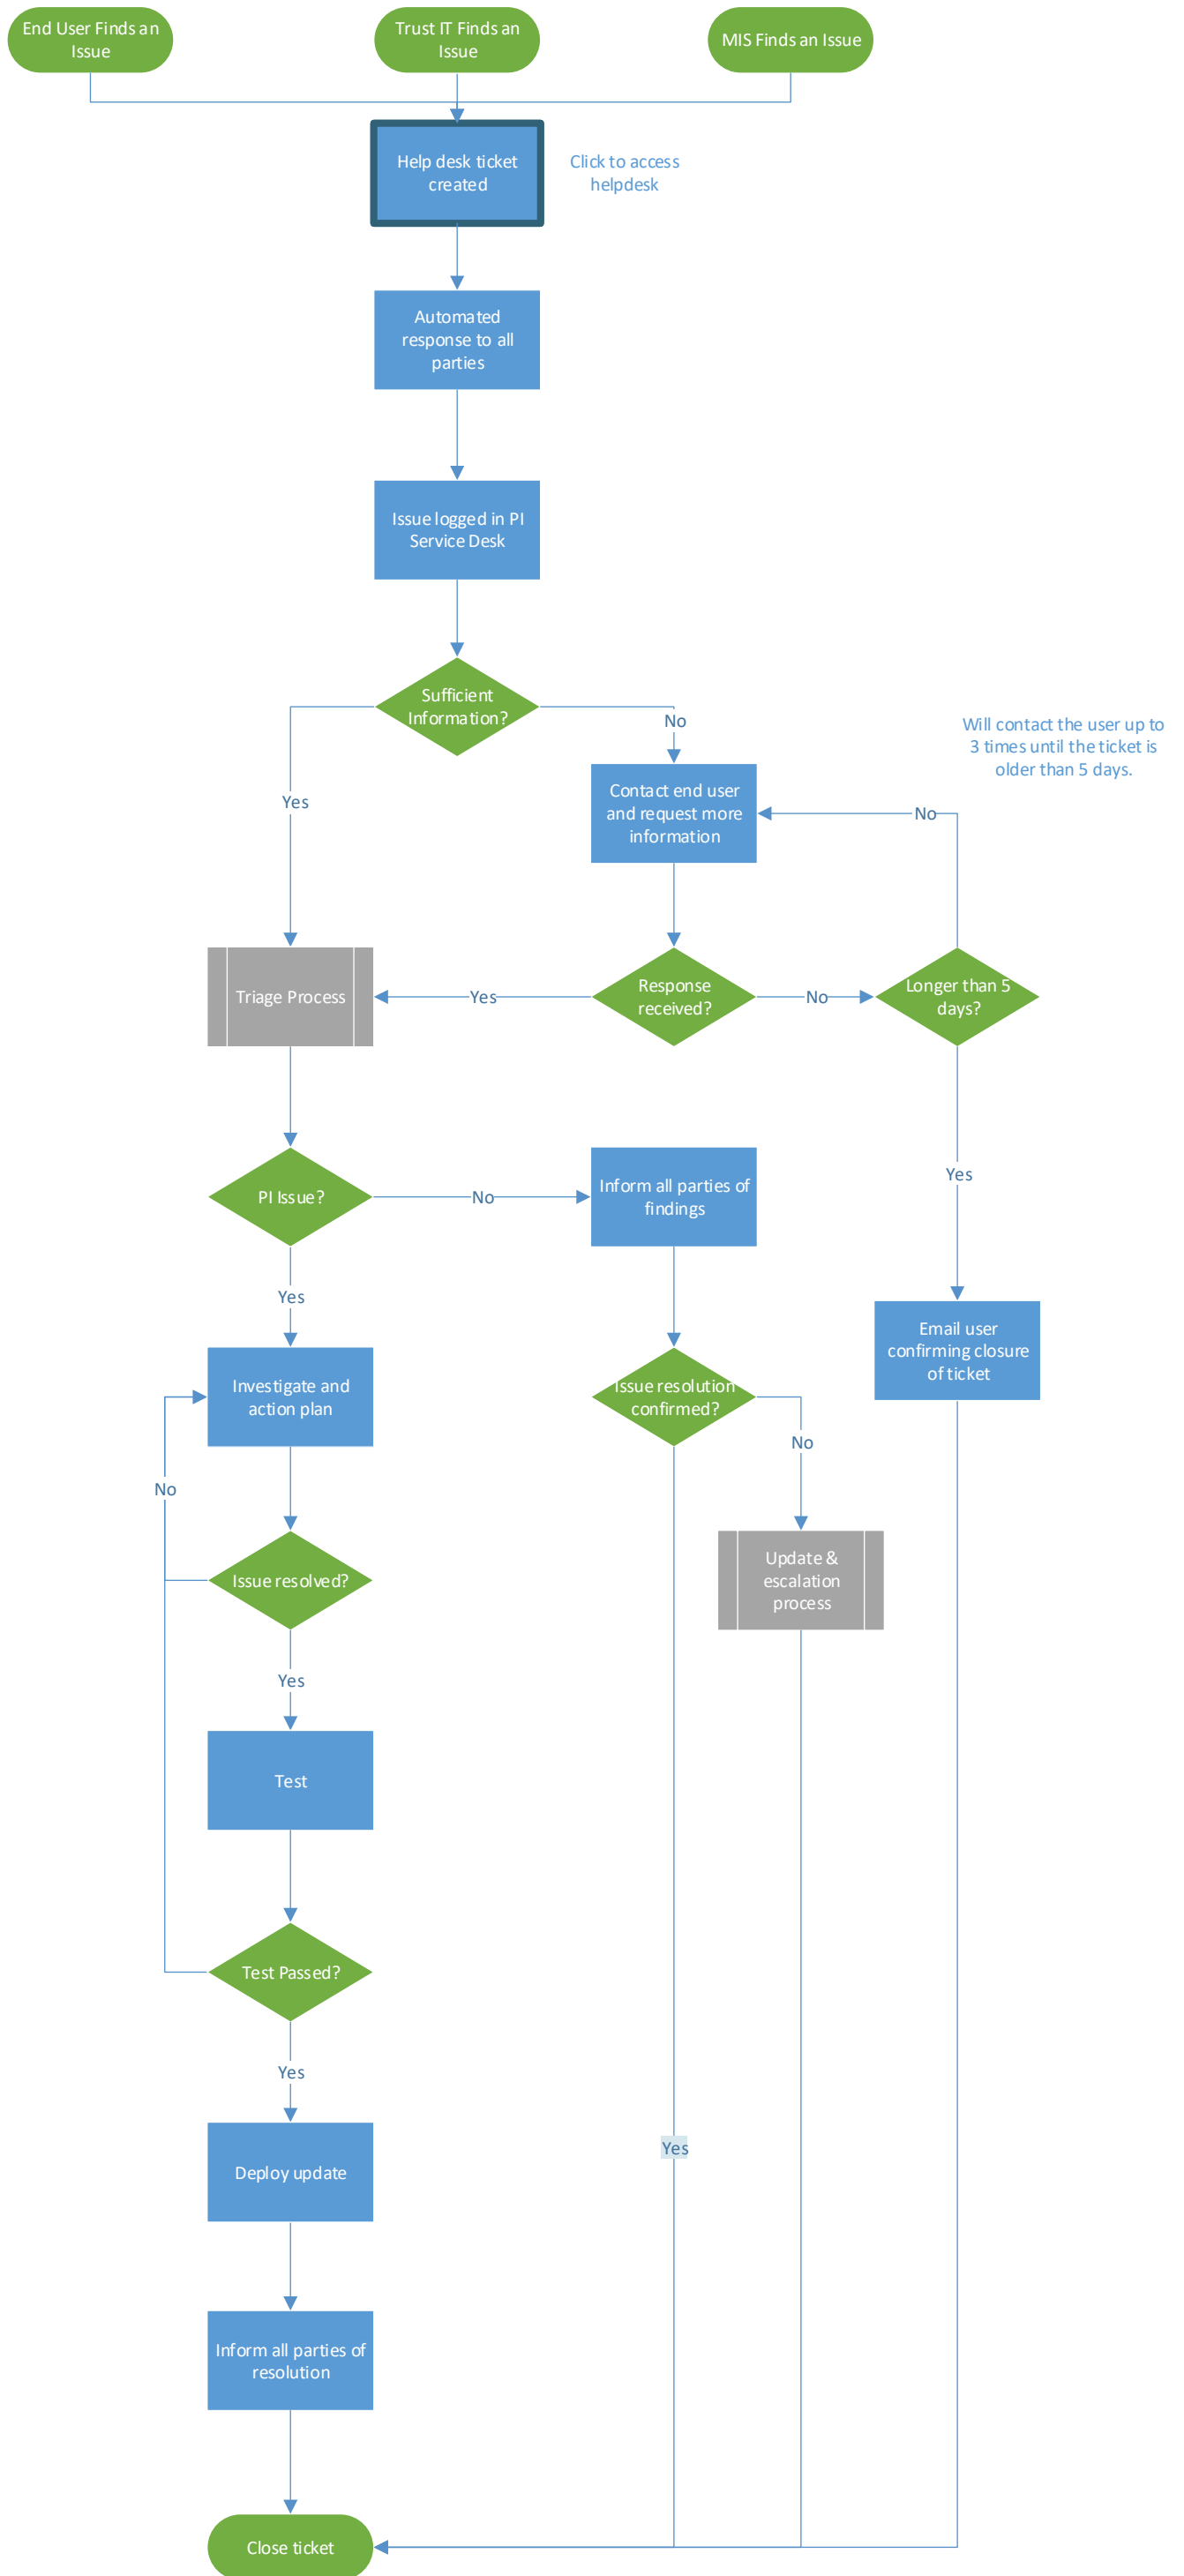 End User Finds an
Issue
Trust IT Finds an
Issue
MIS Finds an Issue
Help desk ticket
created
Click to access
helpdesk
Automated
response to all
parties
Issue logged in PI
Service Desk
Sufficient
Information?
No
Will contact the user up to
3 times until the ticket is
older than 5 days.
Yes
Contact end user
and request more
information
No
Triage Process
Yes
Response
received?
No
Longer than 5
days?
PI Issue?
No
Inform all parties of
findings
Yes
Yes
Email user
confirming closure
of ticket
Investigate and
action plan
Issue resolution
confirmed?
No
No
Issue resolved?
Update &
escalation
process
Yes
Test
Test Passed?
Yes
Yes
Deploy update
Inform all parties of
resolution
Close ticket